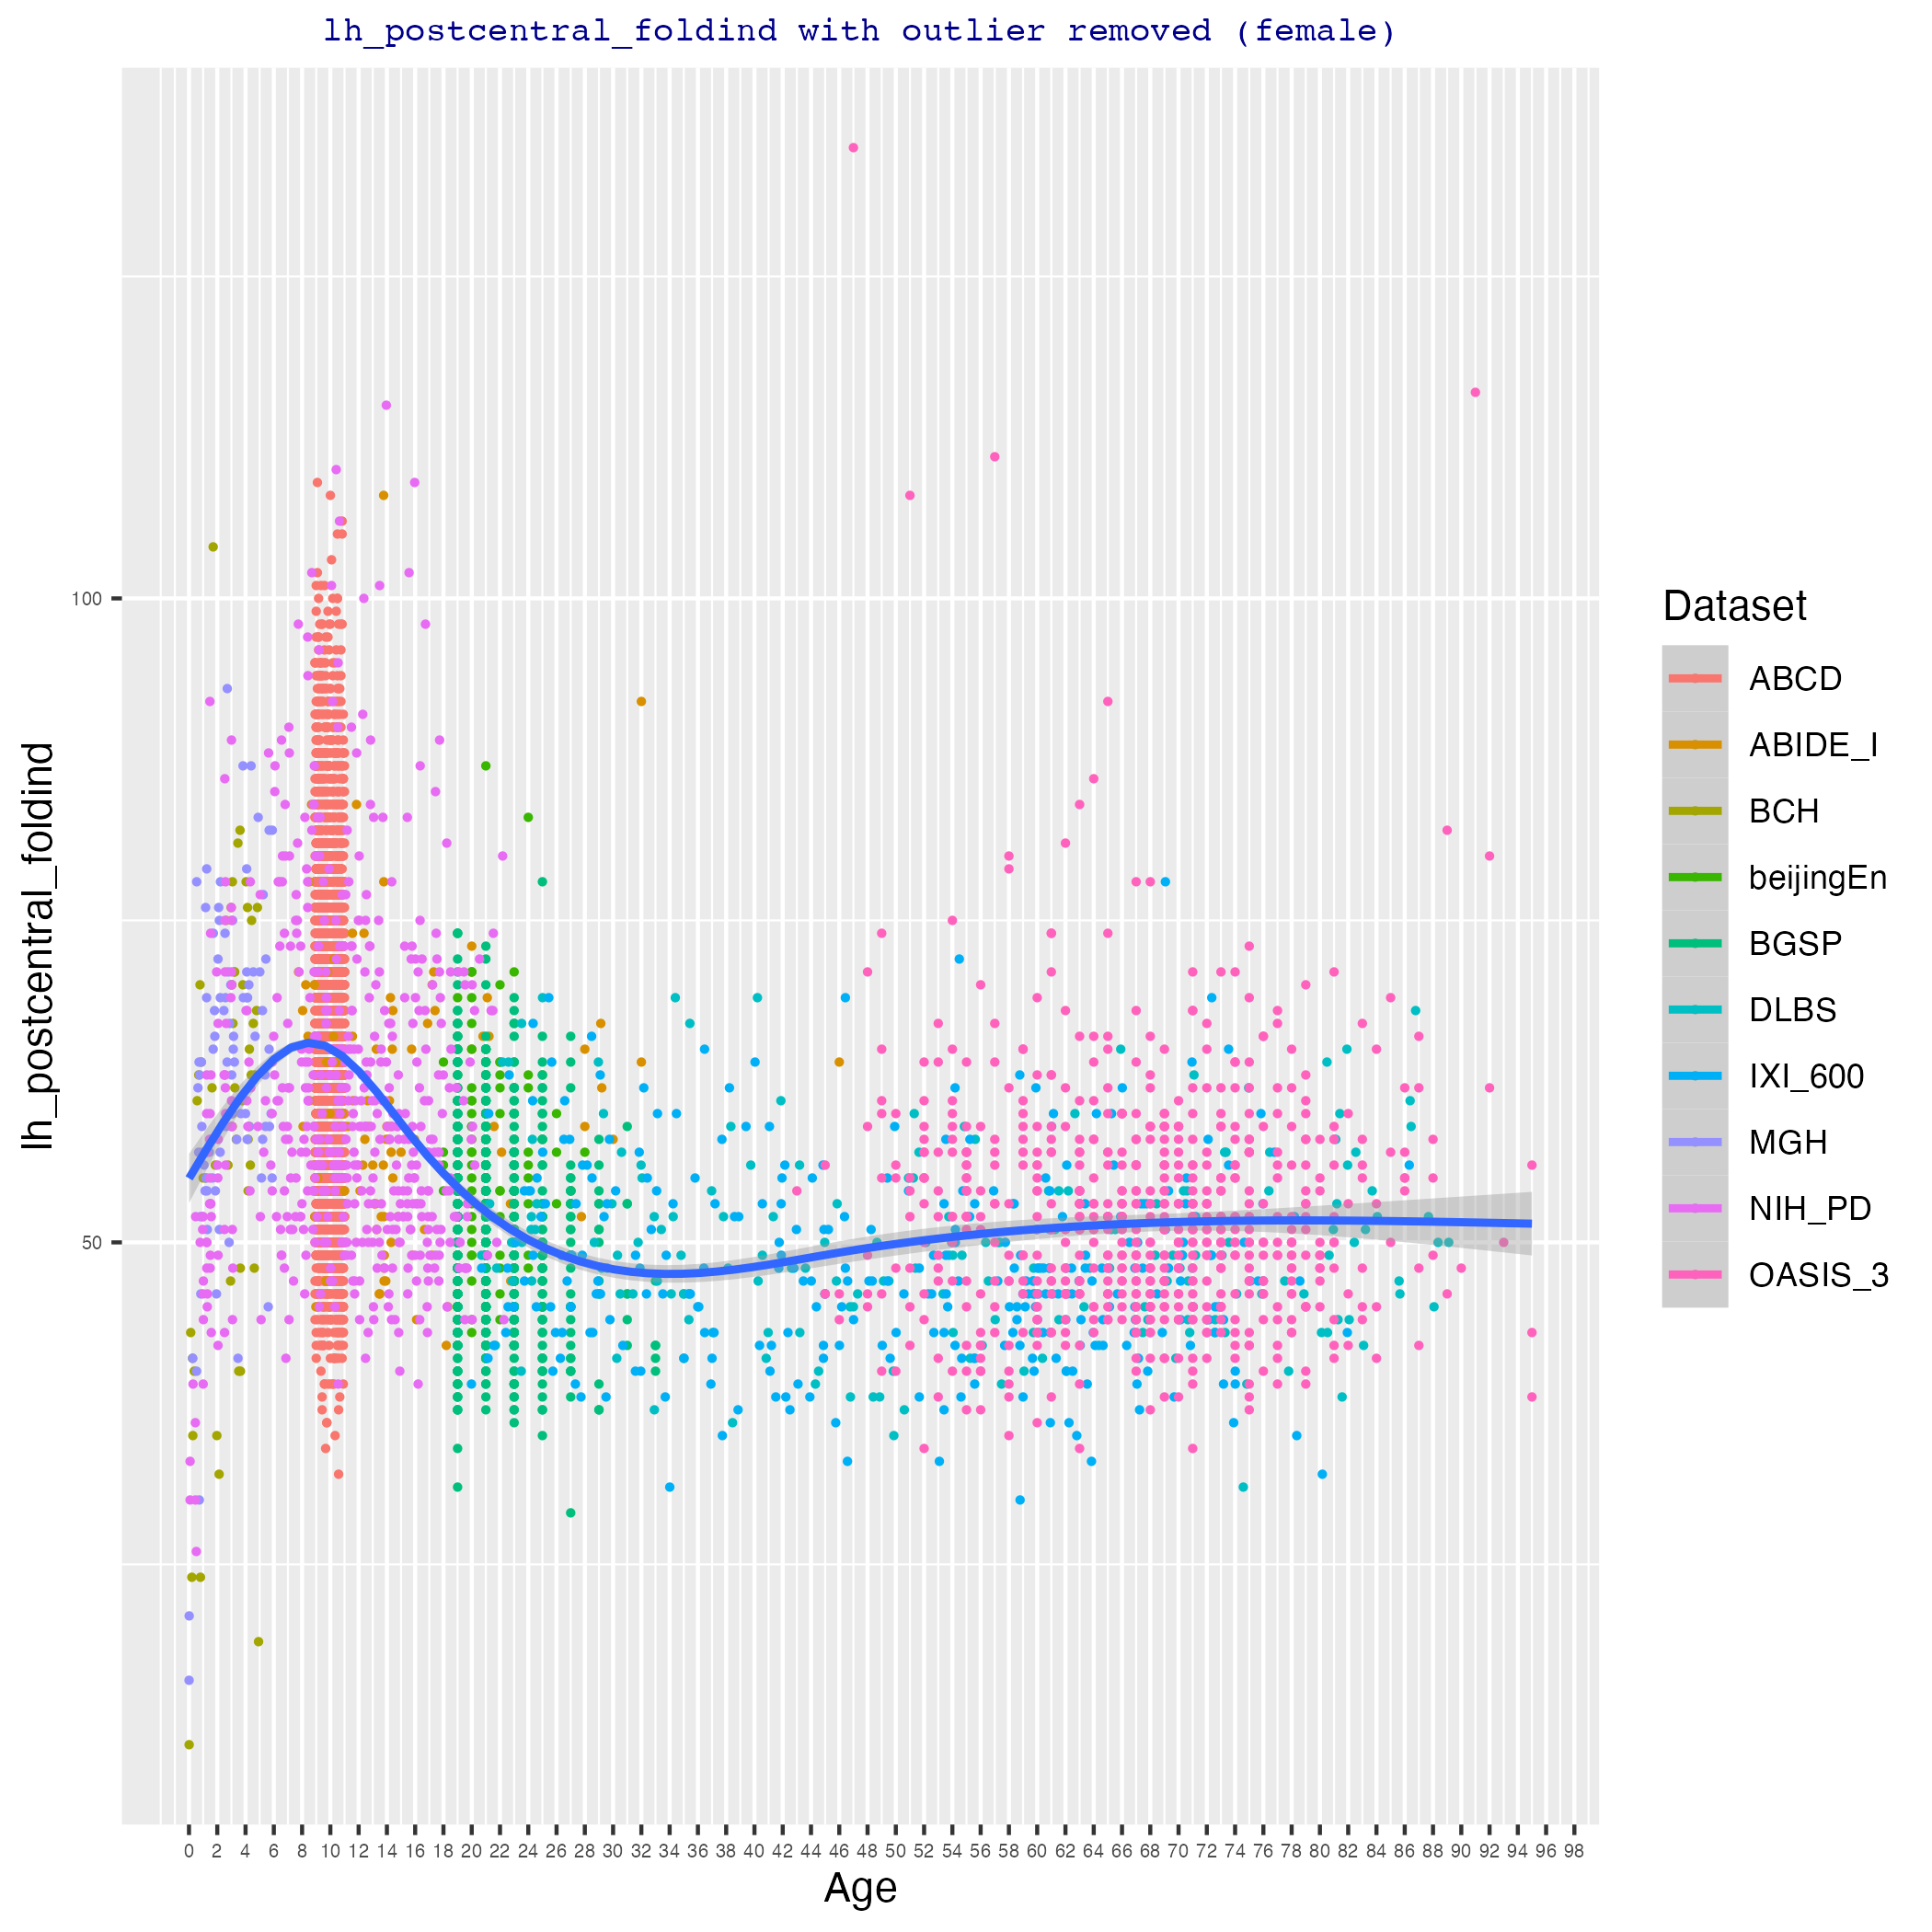 lh_postcentral_foldind with outlier removed (female)
lh_postcentral_foldind
100
50
0 2 4 6 8 10 12 14 16 18 20 22 24 26 28 30 32 34 36 38 40 42 44 46 48 50 52 54 56 58 60 62 64 66 68 70 72 74 76 78 80 82 84 86 88 90 92 94 96 98
Age
Dataset
ABCD
ABIDE_I
BCH
beijingEn
BGSP
DLBS
IXI_600
MGH
NIH_PD
OASIS_3